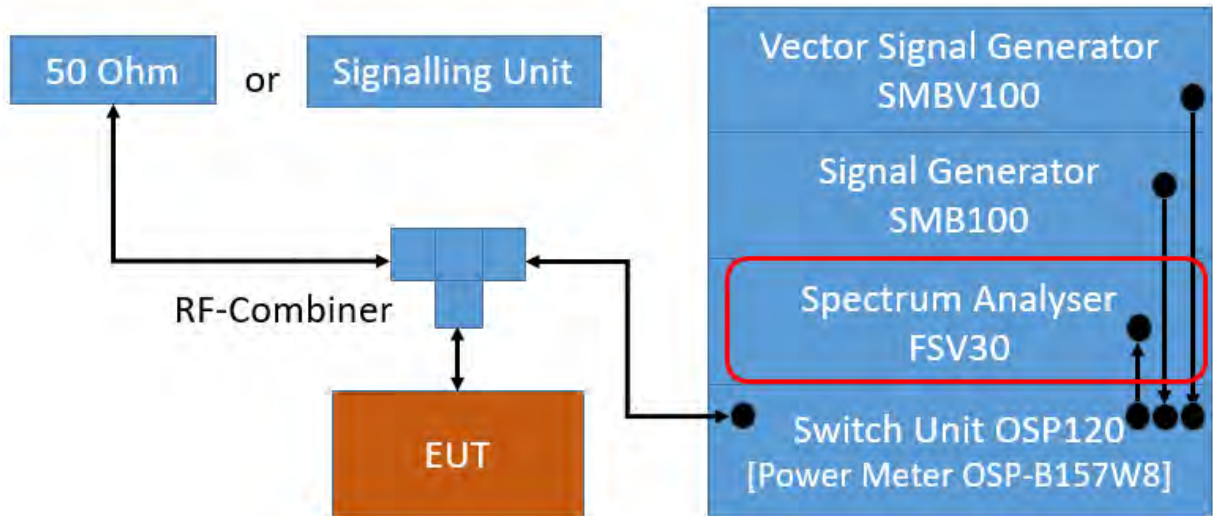 50 Ohm
or
Signalling Unit
RF-Combiner
EUT
Vector Signal Generator
SMBV100
Signal Generator
SMB100
Spectrum Analyser
FSV30
Switch Unit OSP120
[Power Meter OSP-B157W8]